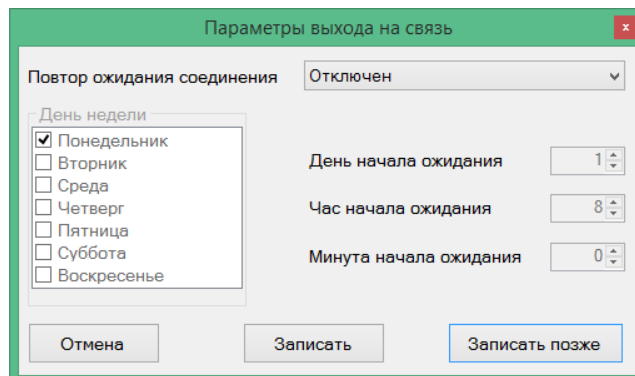 Параметры выхода на связь
x
Повтор ожидания соединения
Отключен
День недели
Понедельник
Вторник
Среда
Четверг
Пятница
Суббота
Воскресенье
День начала ожидания
1
Час начала ожидания
8
Минута начала ожидания
0
Отмена
Записать
Записать позже